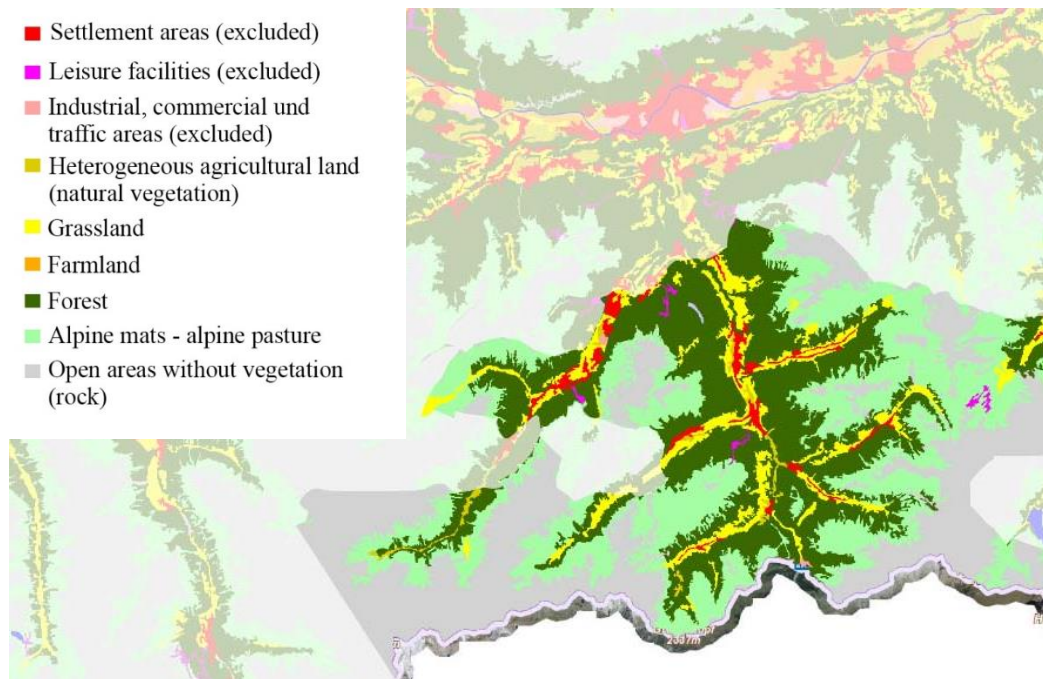 Settlement areas (excluded)
Leisure facilities (excluded)
Industrial, commercial und
traffic areas (excluded)
Heterogeneous agricultural land
(natural vegetation)
Grassland
Farmland
Forest
Alpine mats - alpine pasture
Open areas without vegetation
(rock)
H